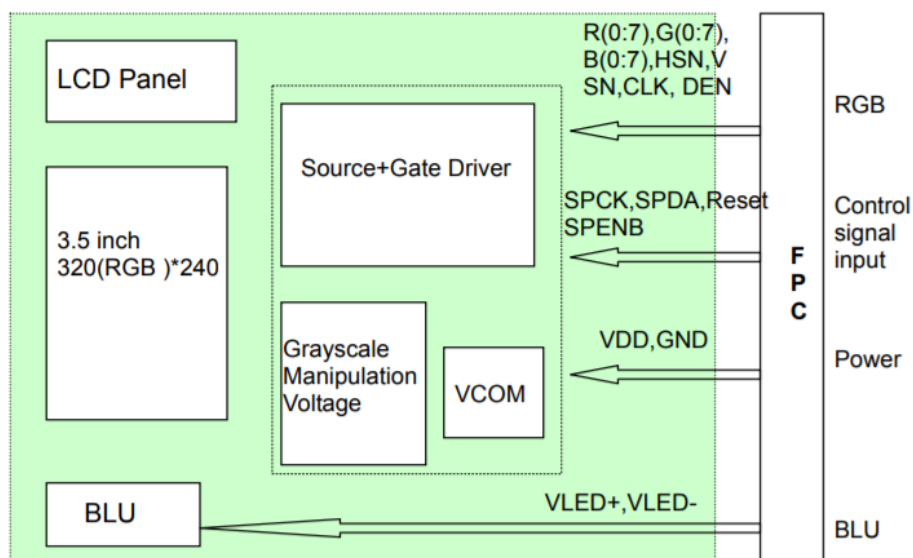 LCD Panel
3.5 inch
320(RGB )*240
BLU
Source+Gate Driver
Grayscale
Manipulation
Voltage
VCOM
R(0:7),G(0:7),
B(0:7),HSN,V
SN,CLK, DEN
SPCK,SPDA,Reset
SPENB
VDD,GND
VLED+,VLED-
F
P
C
RGB
Control
signal
input
Power
BLU